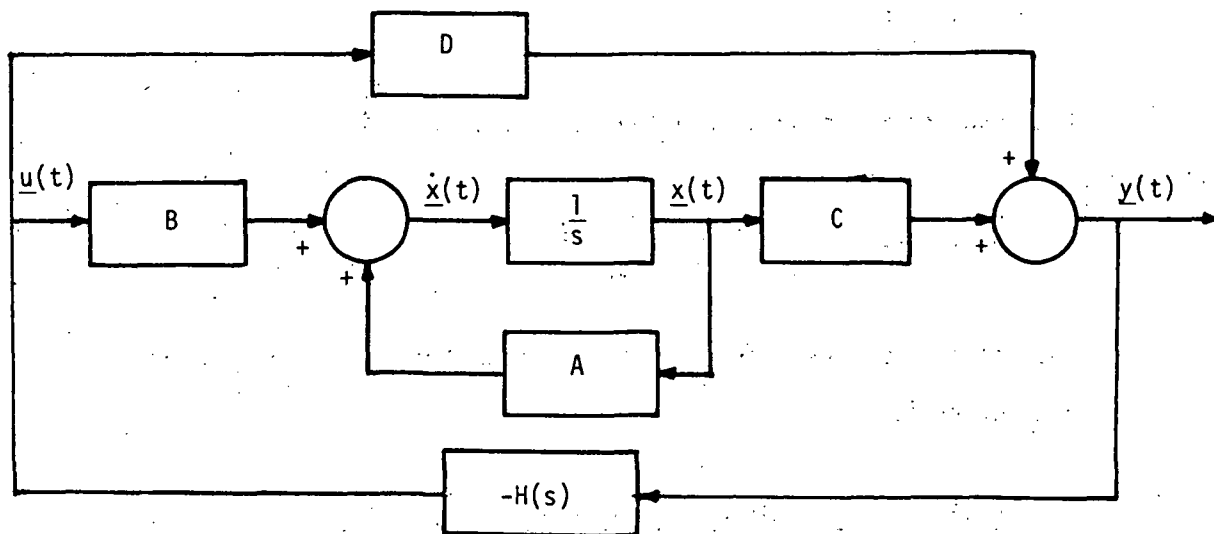 D
+
u(t)
B
+
ẋ(t)
1
s
x(t)
C
+
y(t)
+
A
-H(s)